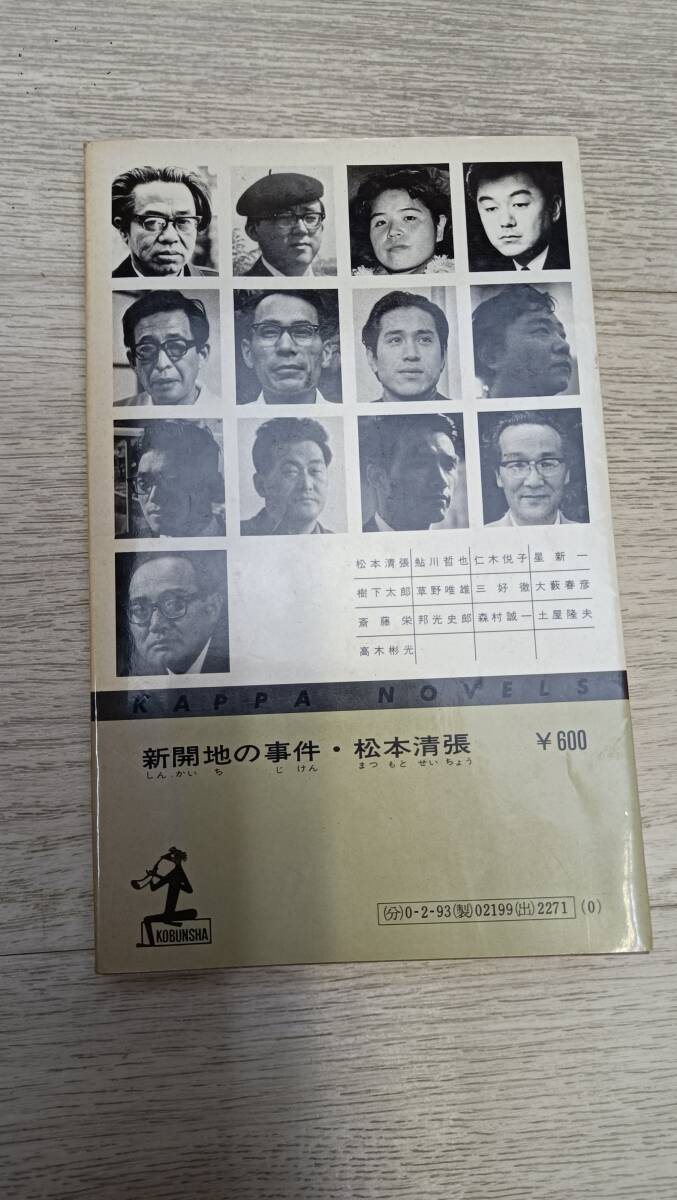 松本清張 鮎川哲也 仁木悦子 星新一
樹下太郎 草野唯雄 三好徹 大藪春彦
斎藤栄 邦光史郎 森村誠一 土屋隆夫
高木彬光
KAPPA NOVELS
新開地の事件・松本清張 ¥600
しんかいち じけん まつもとせいちょう
KOBUNSHA
(分)0-2-93(製)02199(出)2271 (0)